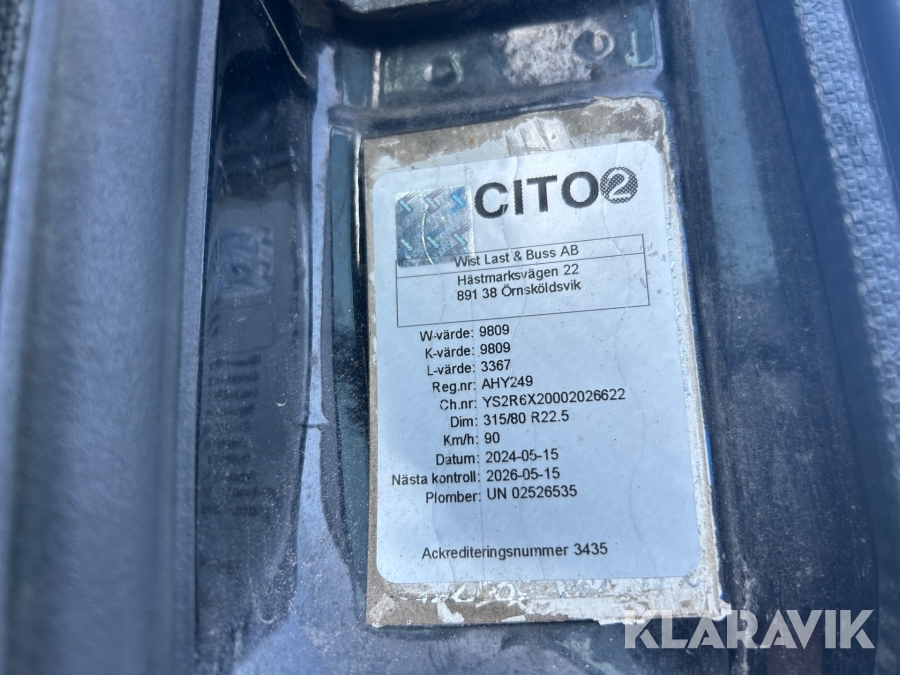 CITO2
Wist Last & Buss AB
Hästmarksvägen 22
891 38 Örnsköldsvik
W-värde: 9809
K-värde: 9809
L-värde: 3367
Reg.nr: AHY249
Ch.nr: YS2R6X20002026622
Dim: 315/80 R22.5
Km/h: 90
Datum: 2024-05-15
Nästa kontroll: 2026-05-15
Plomber: UN 02526535
Ackrediteringsnummer 3435
KLARAVIK